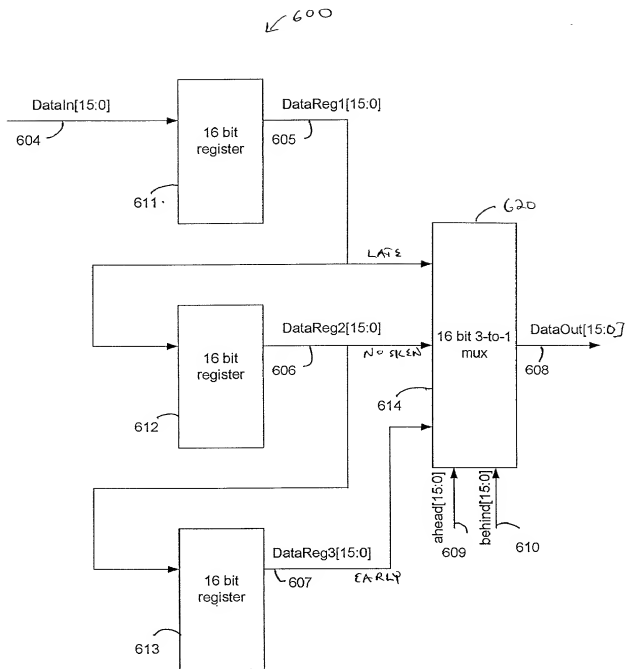 600
DataIn[15:0]
604
16 bit
register
611
DataReg1[15:0]
605
620
LATE
16 bit
register
612
DataReg2[15:0]
606
NO SKEW
16 bit 3-to-1
mux
614
DataOut[15:0]
608
ahead[15:0]
609
behind[15:0]
610
16 bit
register
613
DataReg3[15:0]
607
EARLY